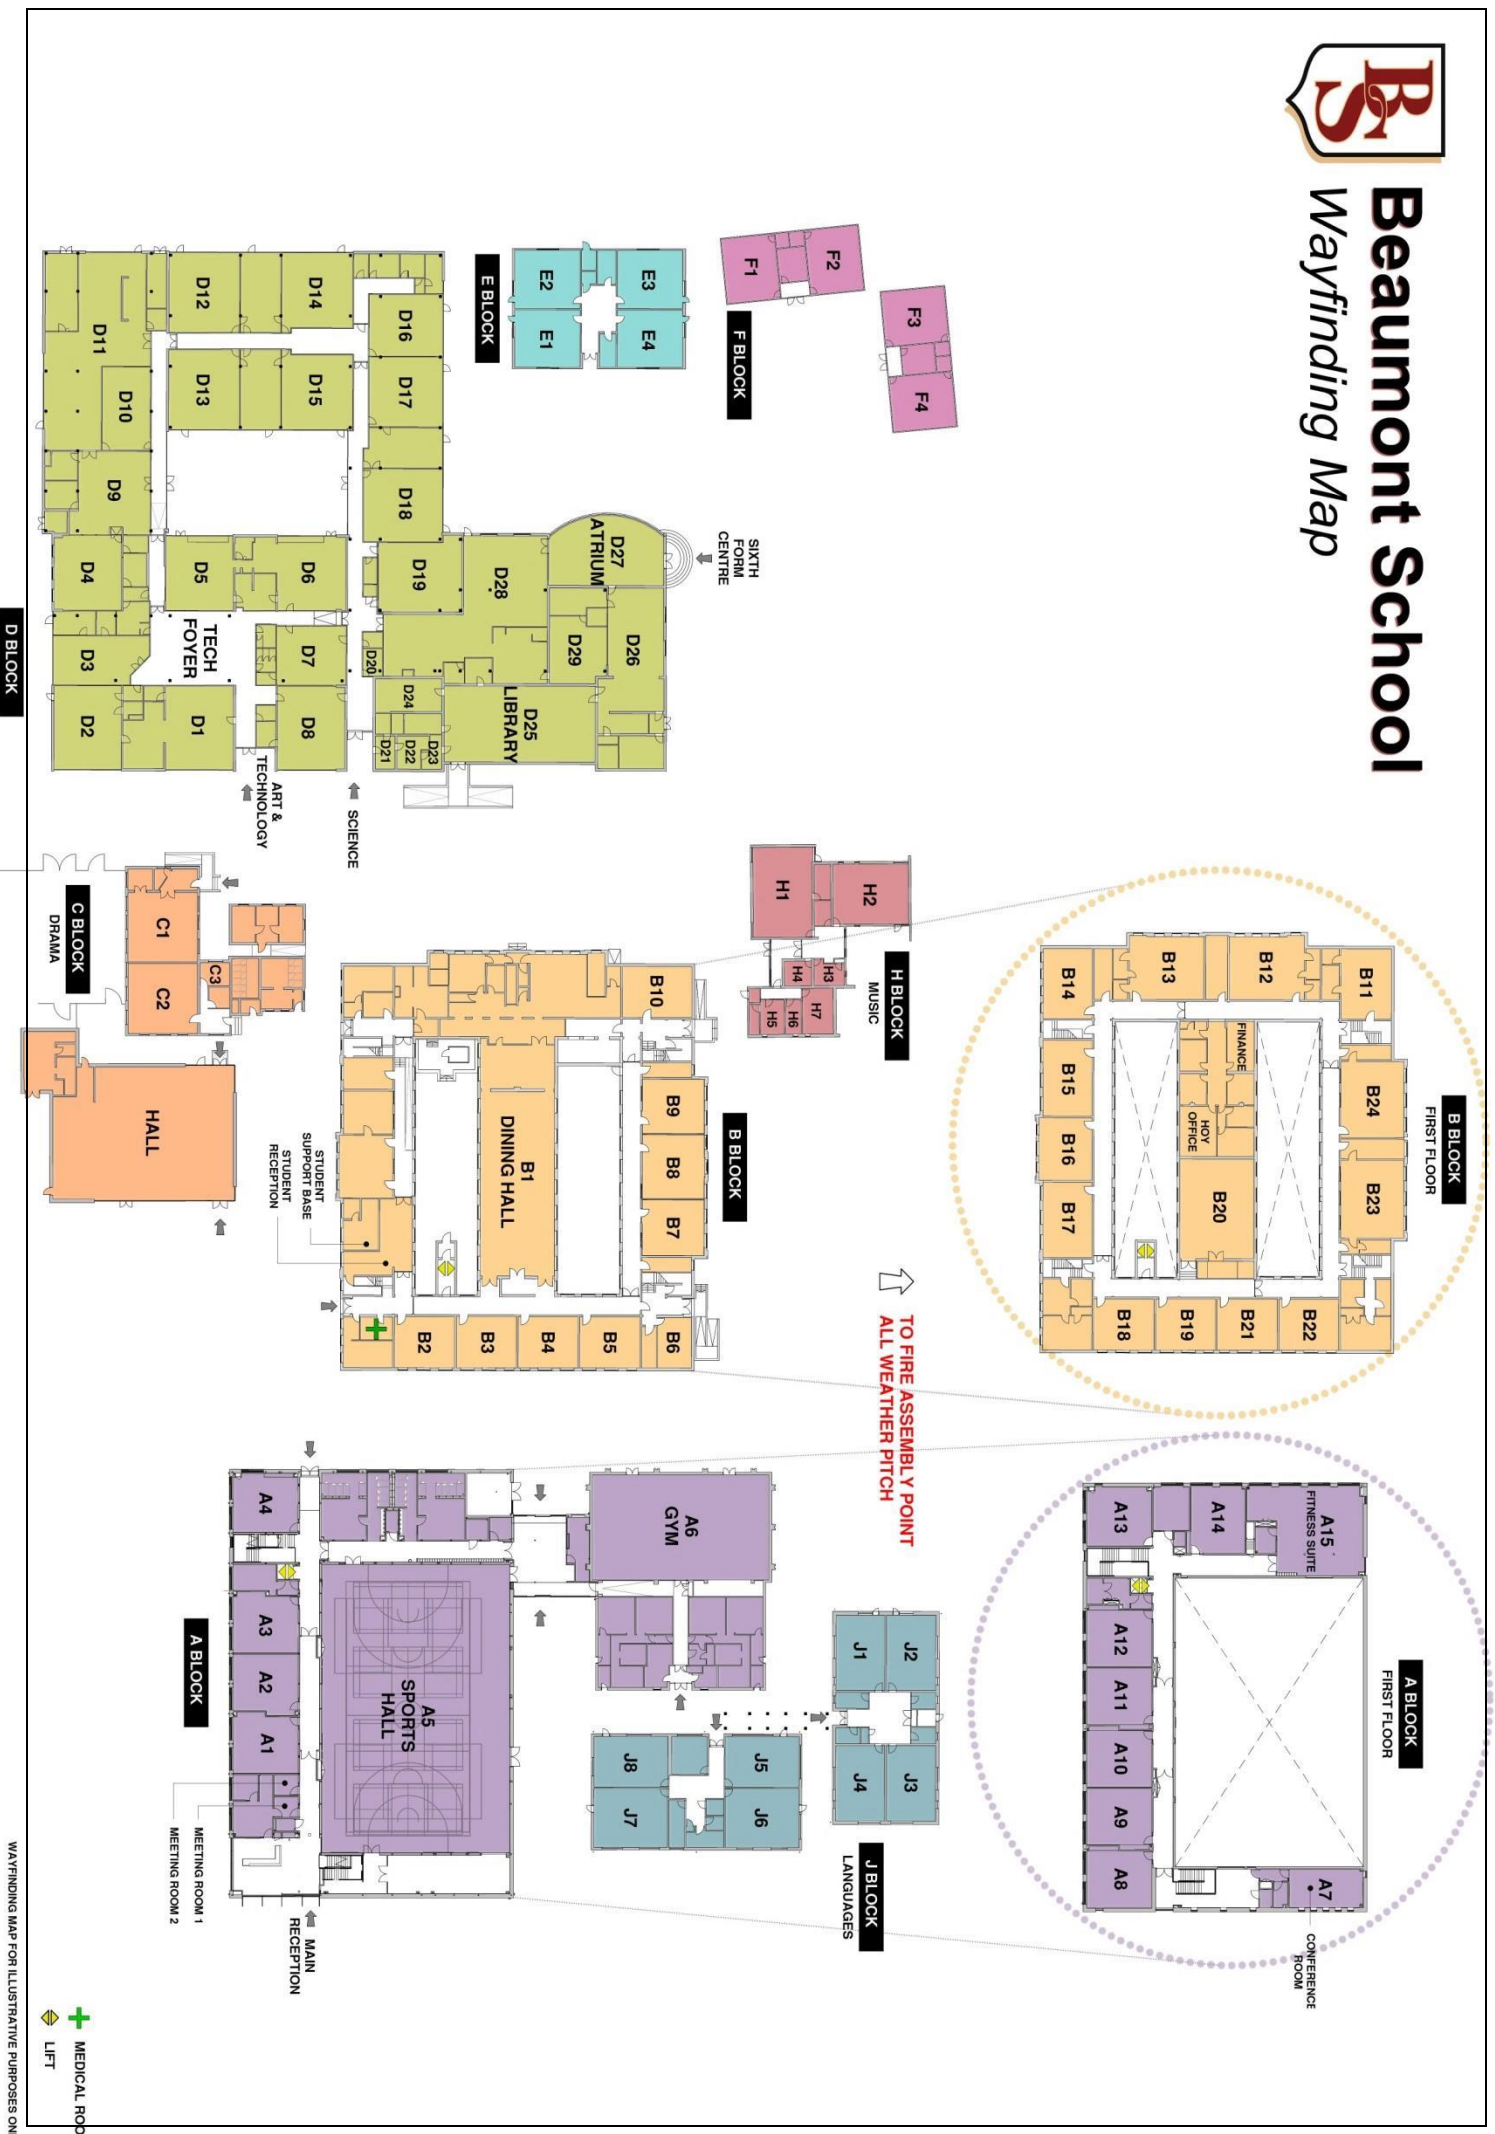 BCS
Beaumont School
Wayfinding Map
F2
F1
F3
F4
F BLOCK
E3
E2
E4
E1
E BLOCK
D14
D12
D16
D11
D15
D13
D17
D10
D18
D9
D27
ATRIUM
SIXTH
FORM
CENTRE
D19
D28
D6
D5
D4
D26
D29
D20
D7
TECH
FOYER
D3
D24
D25
LIBRARY
D8
D1
D2
D23
D22
D21
D BLOCK
ART &
TECHNOLOGY
SCIENCE
H2
H1
H3
H4
H7
H6
H5
H BLOCK
MUSIC
C1
C3
C2
C BLOCK
DRAMA
HALL
B10
B9
B8
B7
B1
DINING HALL
B BLOCK
STUDENT
SUPPORT BASE
STUDENT
RECEPTION
B6
B5
B4
B3
B2
B11
B12
B13
B14
FINANCE
B15
B24
HOY
OFFICE
B16
B23
B20
B17
B22
B21
B19
B18
B BLOCK
FIRST FLOOR
TO FIRE ASSEMBLY POINT
ALL WEATHER PITCH
A15
FITNESS SUITE
A14
A13
A12
A11
A10
A9
A8
A7
A BLOCK
FIRST FLOOR
CONFERENCE
ROOM
A6
GYM
A4
A3
A2
A1
A5
SPORTS
HALL
A BLOCK
MEETING ROOM 1
MEETING ROOM 2
MAIN
RECEPTION
J2
J1
J3
J4
J5
J8
J6
J7
J BLOCK
LANGUAGES
MEDICAL ROO
LIFT
WAYFINDING MAP FOR ILLUSTRATIVE PURPOSES ON